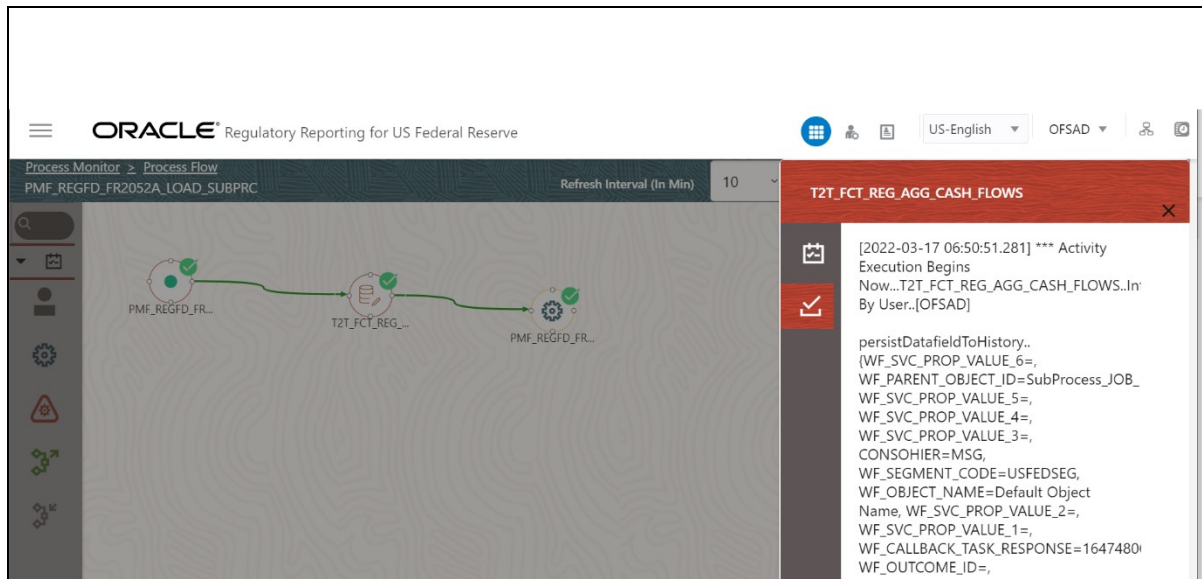 ORACLE® Regulatory Reporting for US Federal Reserve
US-English
OFSAD
Process Monitor > Process Flow
PMF_REGFD_FR2052A_LOAD_SUBPRC
Refresh Interval (In Min)
10
PMF_REGFD_FR...
T2T_FCT_REG_...
PMF_REGFD_FR...
T2T_FCT_REG_AGG_CASH_FLOWS
[2022-03-17 06:50:51.281] *** Activity
Execution Begins
Now...T2T_FCT_REG_AGG_CASH_FLOWS..In
By User..[OFSAD]
persistDatafieldToHistory..
{WF_SVC_PROP_VALUE_6=,
WF_PARENT_OBJECT_ID=SubProcess_JOB_
WF_SVC_PROP_VALUE_5=,
WF_SVC_PROP_VALUE_4=,
WF_SVC_PROP_VALUE_3=,
CONSOHIER=MSG,
WF_SEGMENT_CODE=USFEDSEG,
WF_OBJECT_NAME=Default Object
Name, WF_SVC_PROP_VALUE_2=,
WF_SVC_PROP_VALUE_1=,
WF_CALLBACK_TASK_RESPONSE=1647480
WF_OUTCOME_ID=,